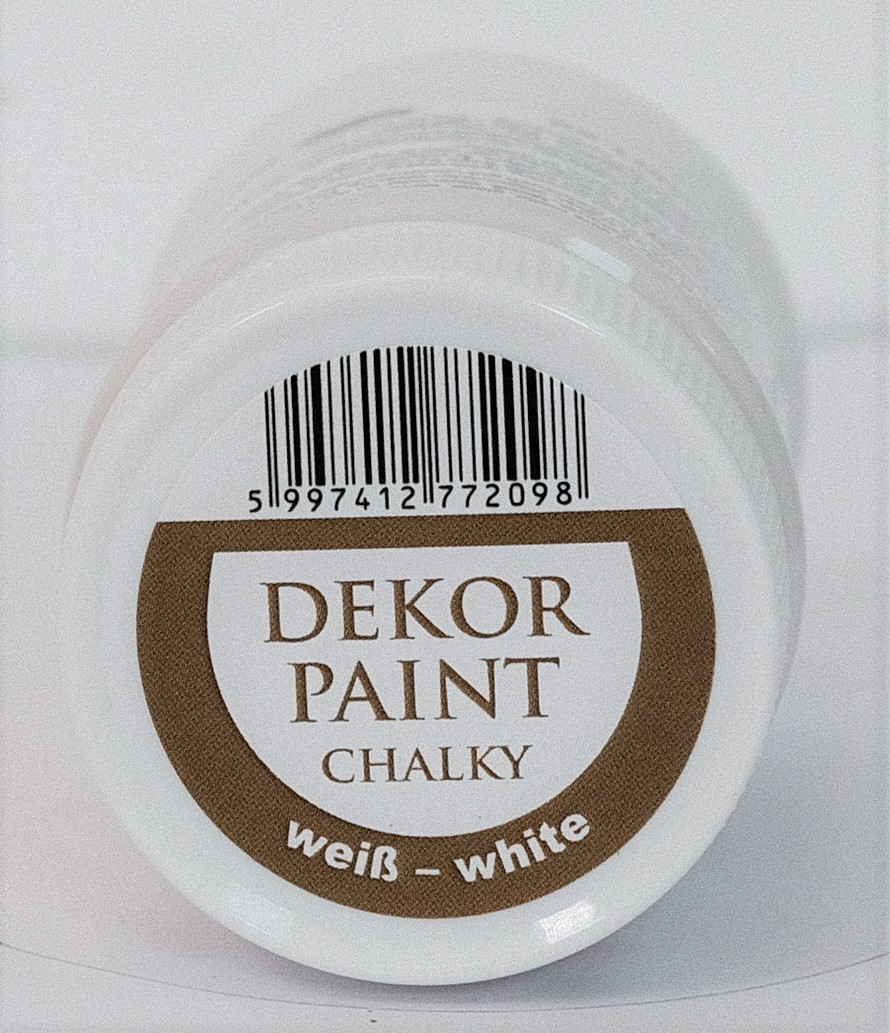 5 997412 772098
DEKOR
PAINT
CHALKY
weiß – white